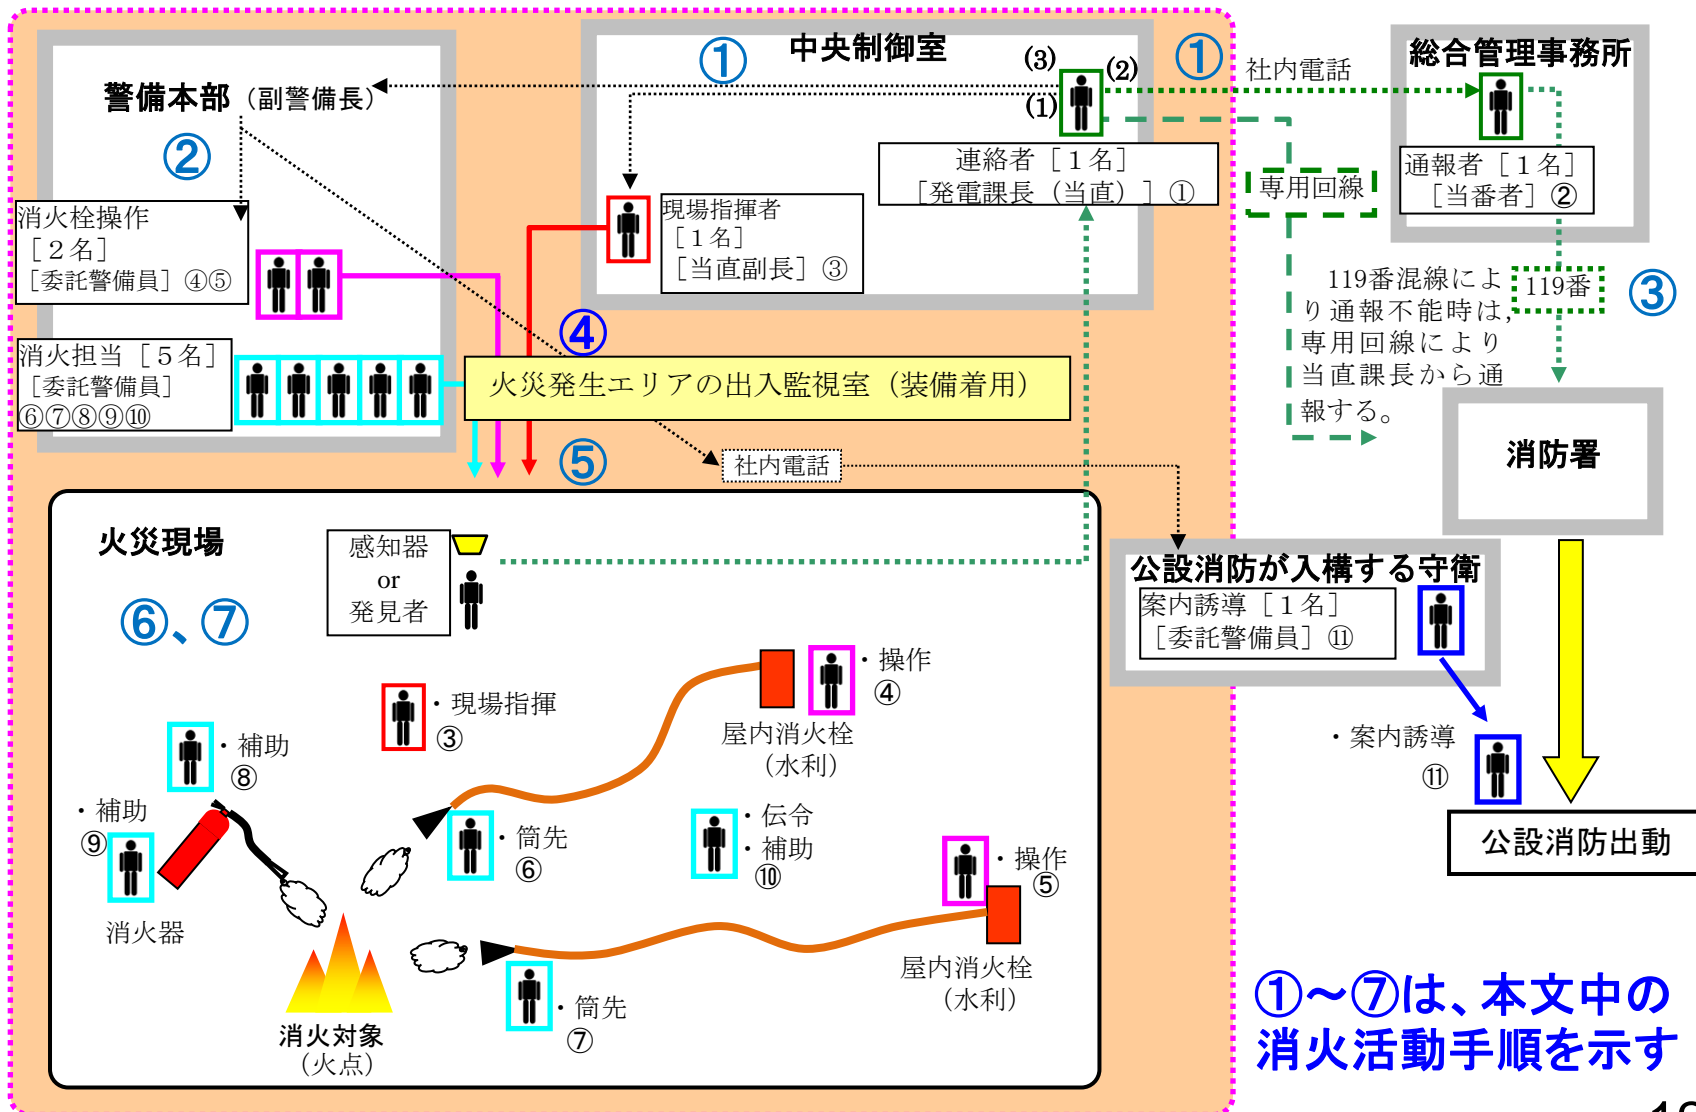 中央制御室
①
①
(3)
(2)
(1)
社内電話
総合管理事務所
警備本部（副警備長）
②
連絡者［１名］
［発電課長（当直）］①
専用回線
通報者［１名］
［当番者］②
消火栓操作
［２名］
［委託警備員］④⑤
現場指揮者
［１名］
［当直副長］③
119番
③
119番混線によ
り通報不能時は，
専用回線により
当直課長から通
報する。
④
消火担当［５名］
［委託警備員］
⑥⑦⑧⑨⑩
火災発生エリアの出入監視室（装備着用）
⑤
社内電話
消防署
火災現場
感知器
or
発見者
⑥、⑦
公設消防が入構する守衛
案内誘導［１名］
［委託警備員］⑪
・操作
④
・現場指揮
③
屋内消火栓
（水利）
・補助
⑧
・案内誘導
⑪
・補助
⑨
・筒先
⑥
・伝令
・補助
⑩
・操作
⑤
公設消防出動
消火器
屋内消火栓
（水利）
・筒先
⑦
消火対象
（火点）
①～⑦は、本文中の
消火活動手順を示す